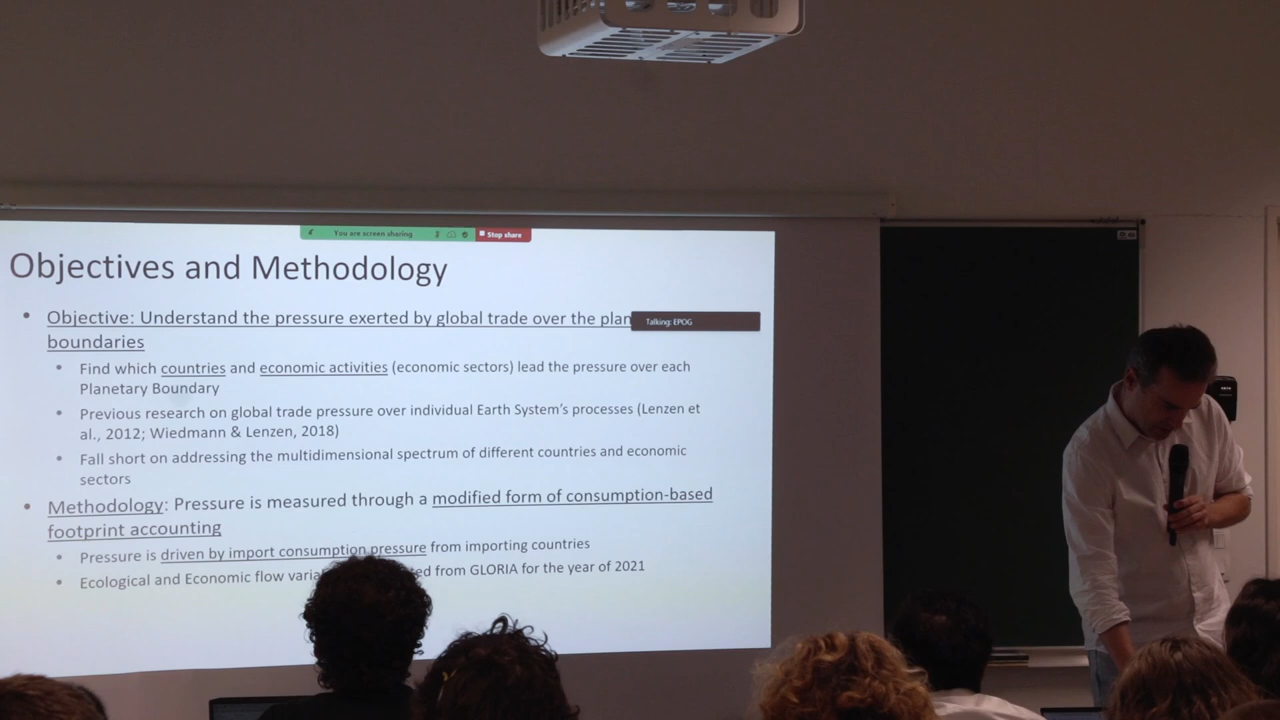 You are screen sharing
Stop share
Objectives and Methodology
• Objective: Understand the pressure exerted by global trade over the plan
Talking: EPOG
boundaries
• Find which countries and economic activities (economic sectors) lead the pressure over each
Planetary Boundary
• Previous research on global trade pressure over individual Earth System's processes (Lenzen et
al., 2012; Wiedmann & Lenzen, 2018)
• Fall short on addressing the multidimensional spectrum of different countries and economic
sectors
• Methodology: Pressure is measured through a modified form of consumption-based
footprint accounting
• Pressure is driven by import consumption pressure from importing countries
• Ecological and Economic flow from GLORIA for the year of 2021